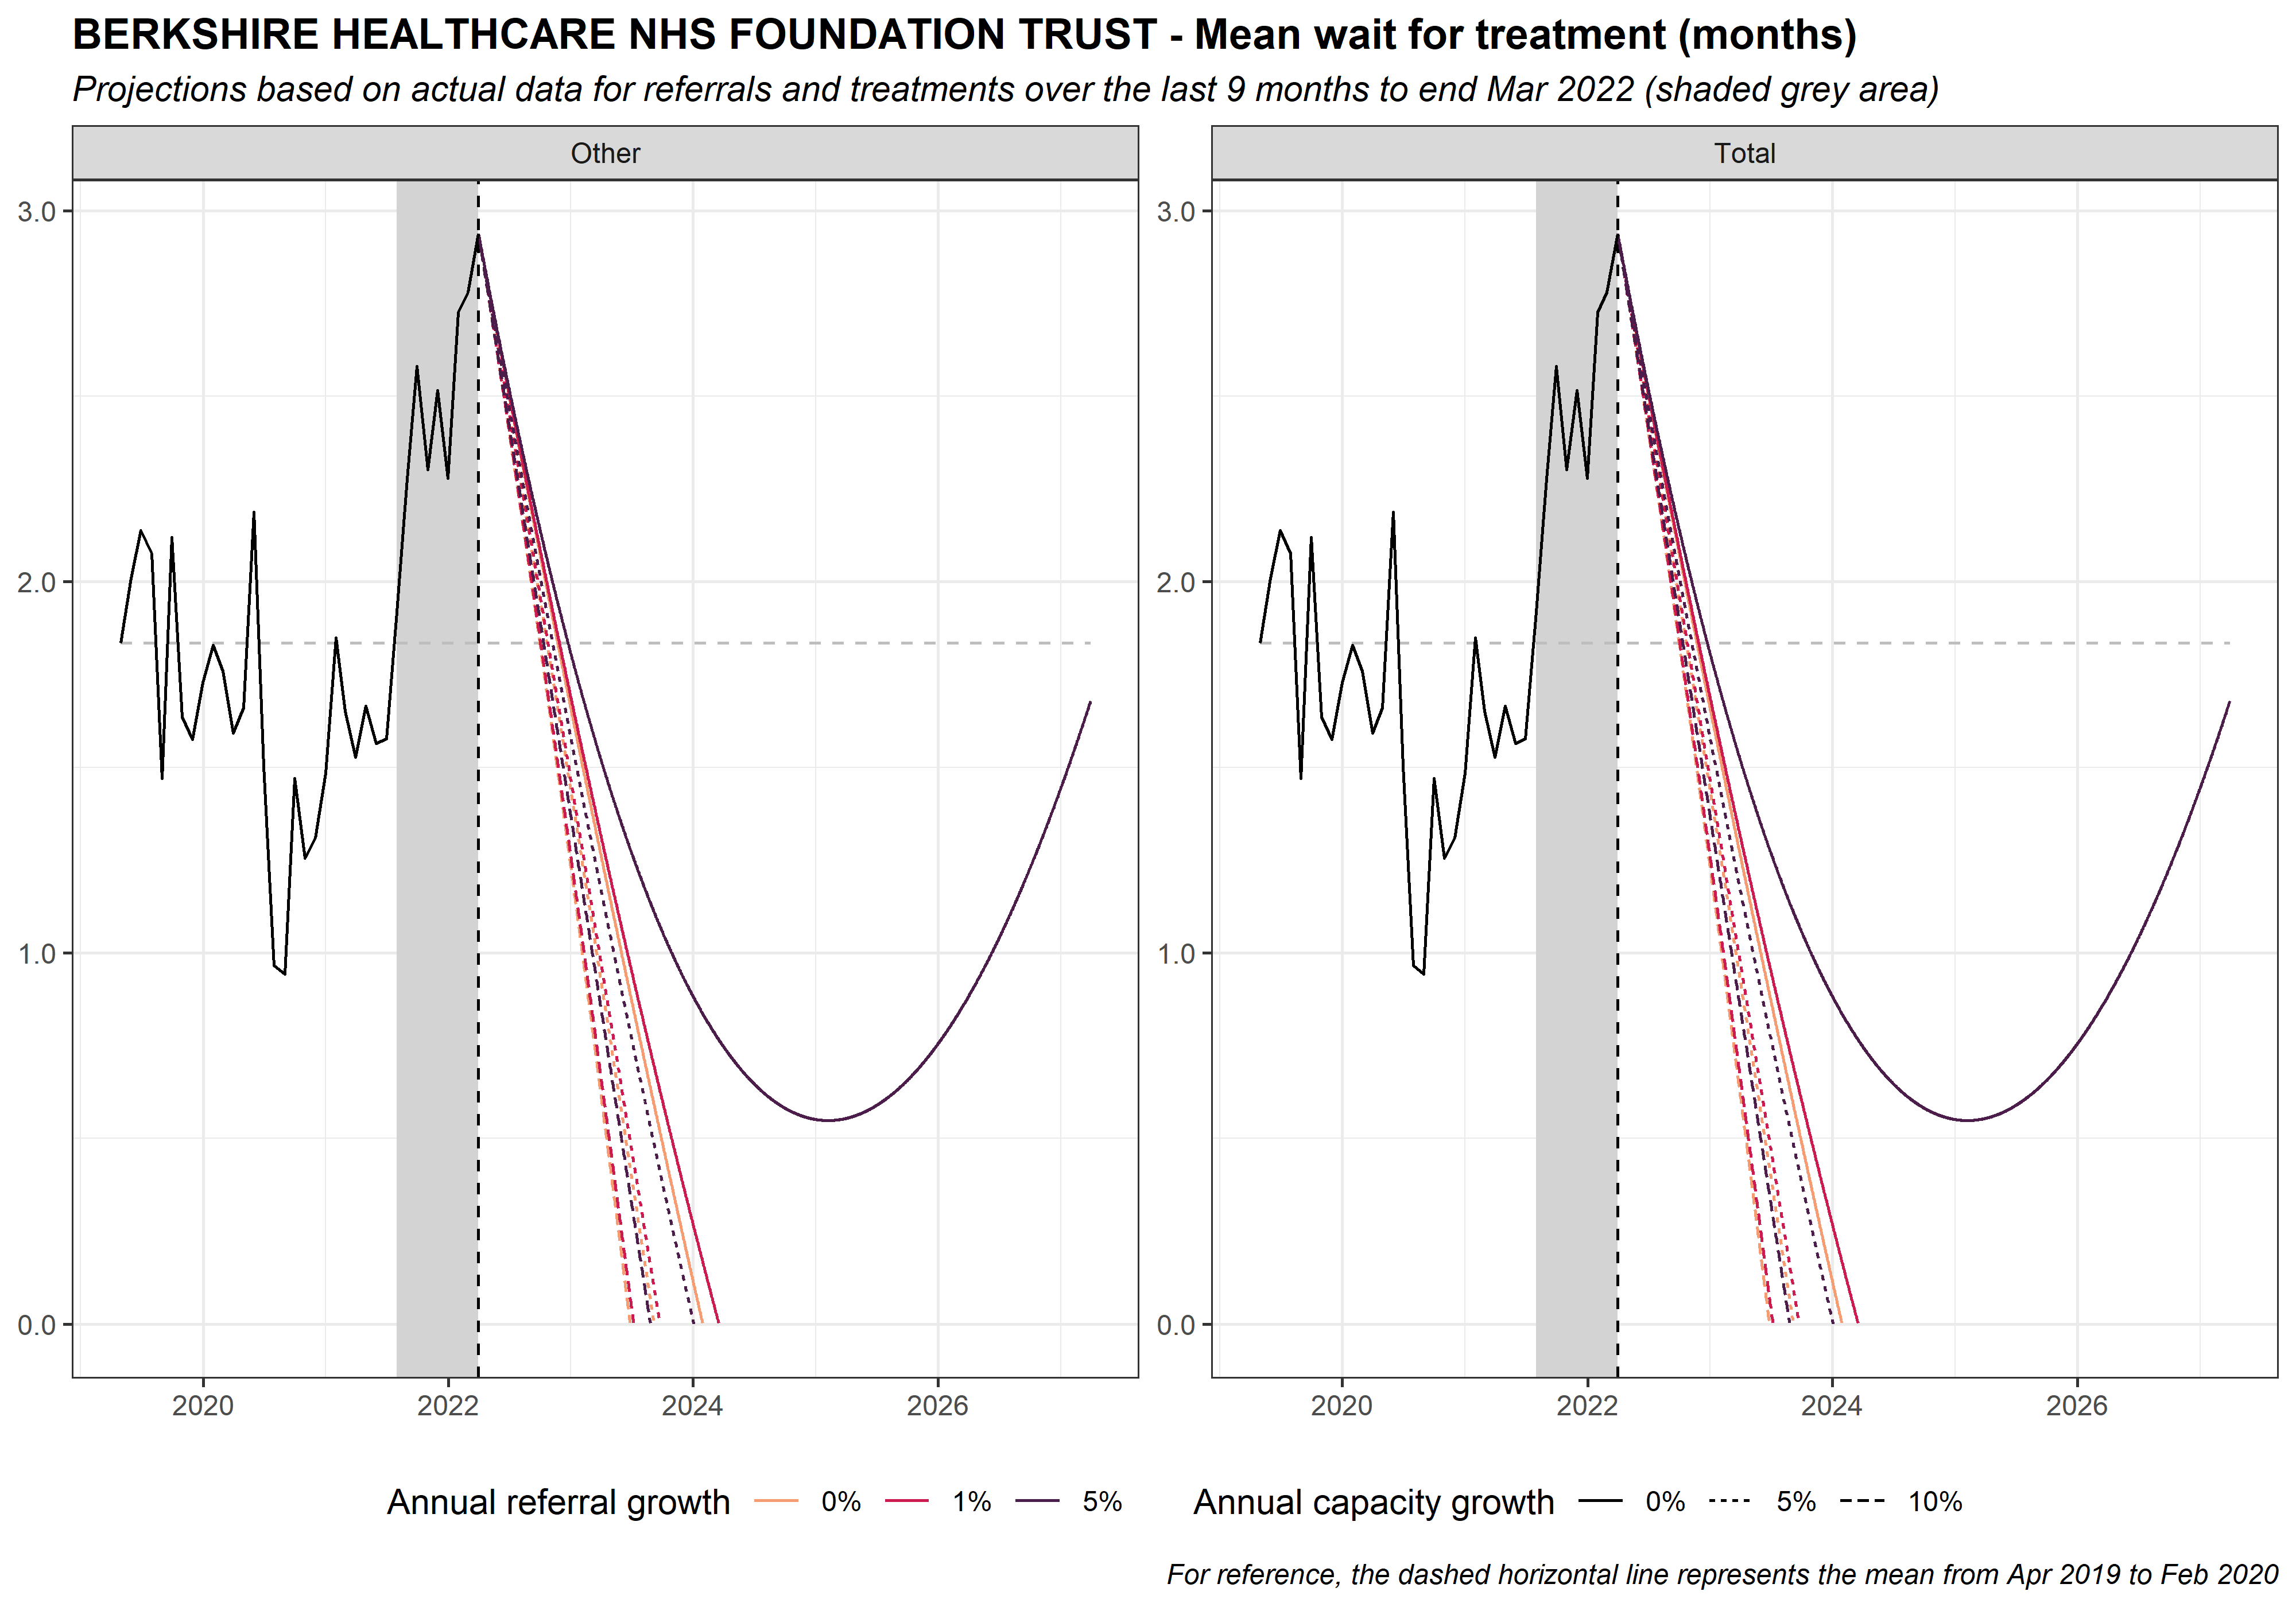 BERKSHIRE HEALTHCARE NHS FOUNDATION TRUST - Mean wait for treatment (months)
Projections based on actual data for referrals and treatments over the last 9 months to end Mar 2022 (shaded grey area)
Other
Total
3.0
2.0
1.0
0.0
3.0
2.0
1.0
0.0
2020 2022 2024 2026
2020 2022 2024 2026
Annual referral growth 0% 1% 5%
Annual capacity growth 0% 5% 10%
For reference, the dashed horizontal line represents the mean from Apr 2019 to Feb 2020